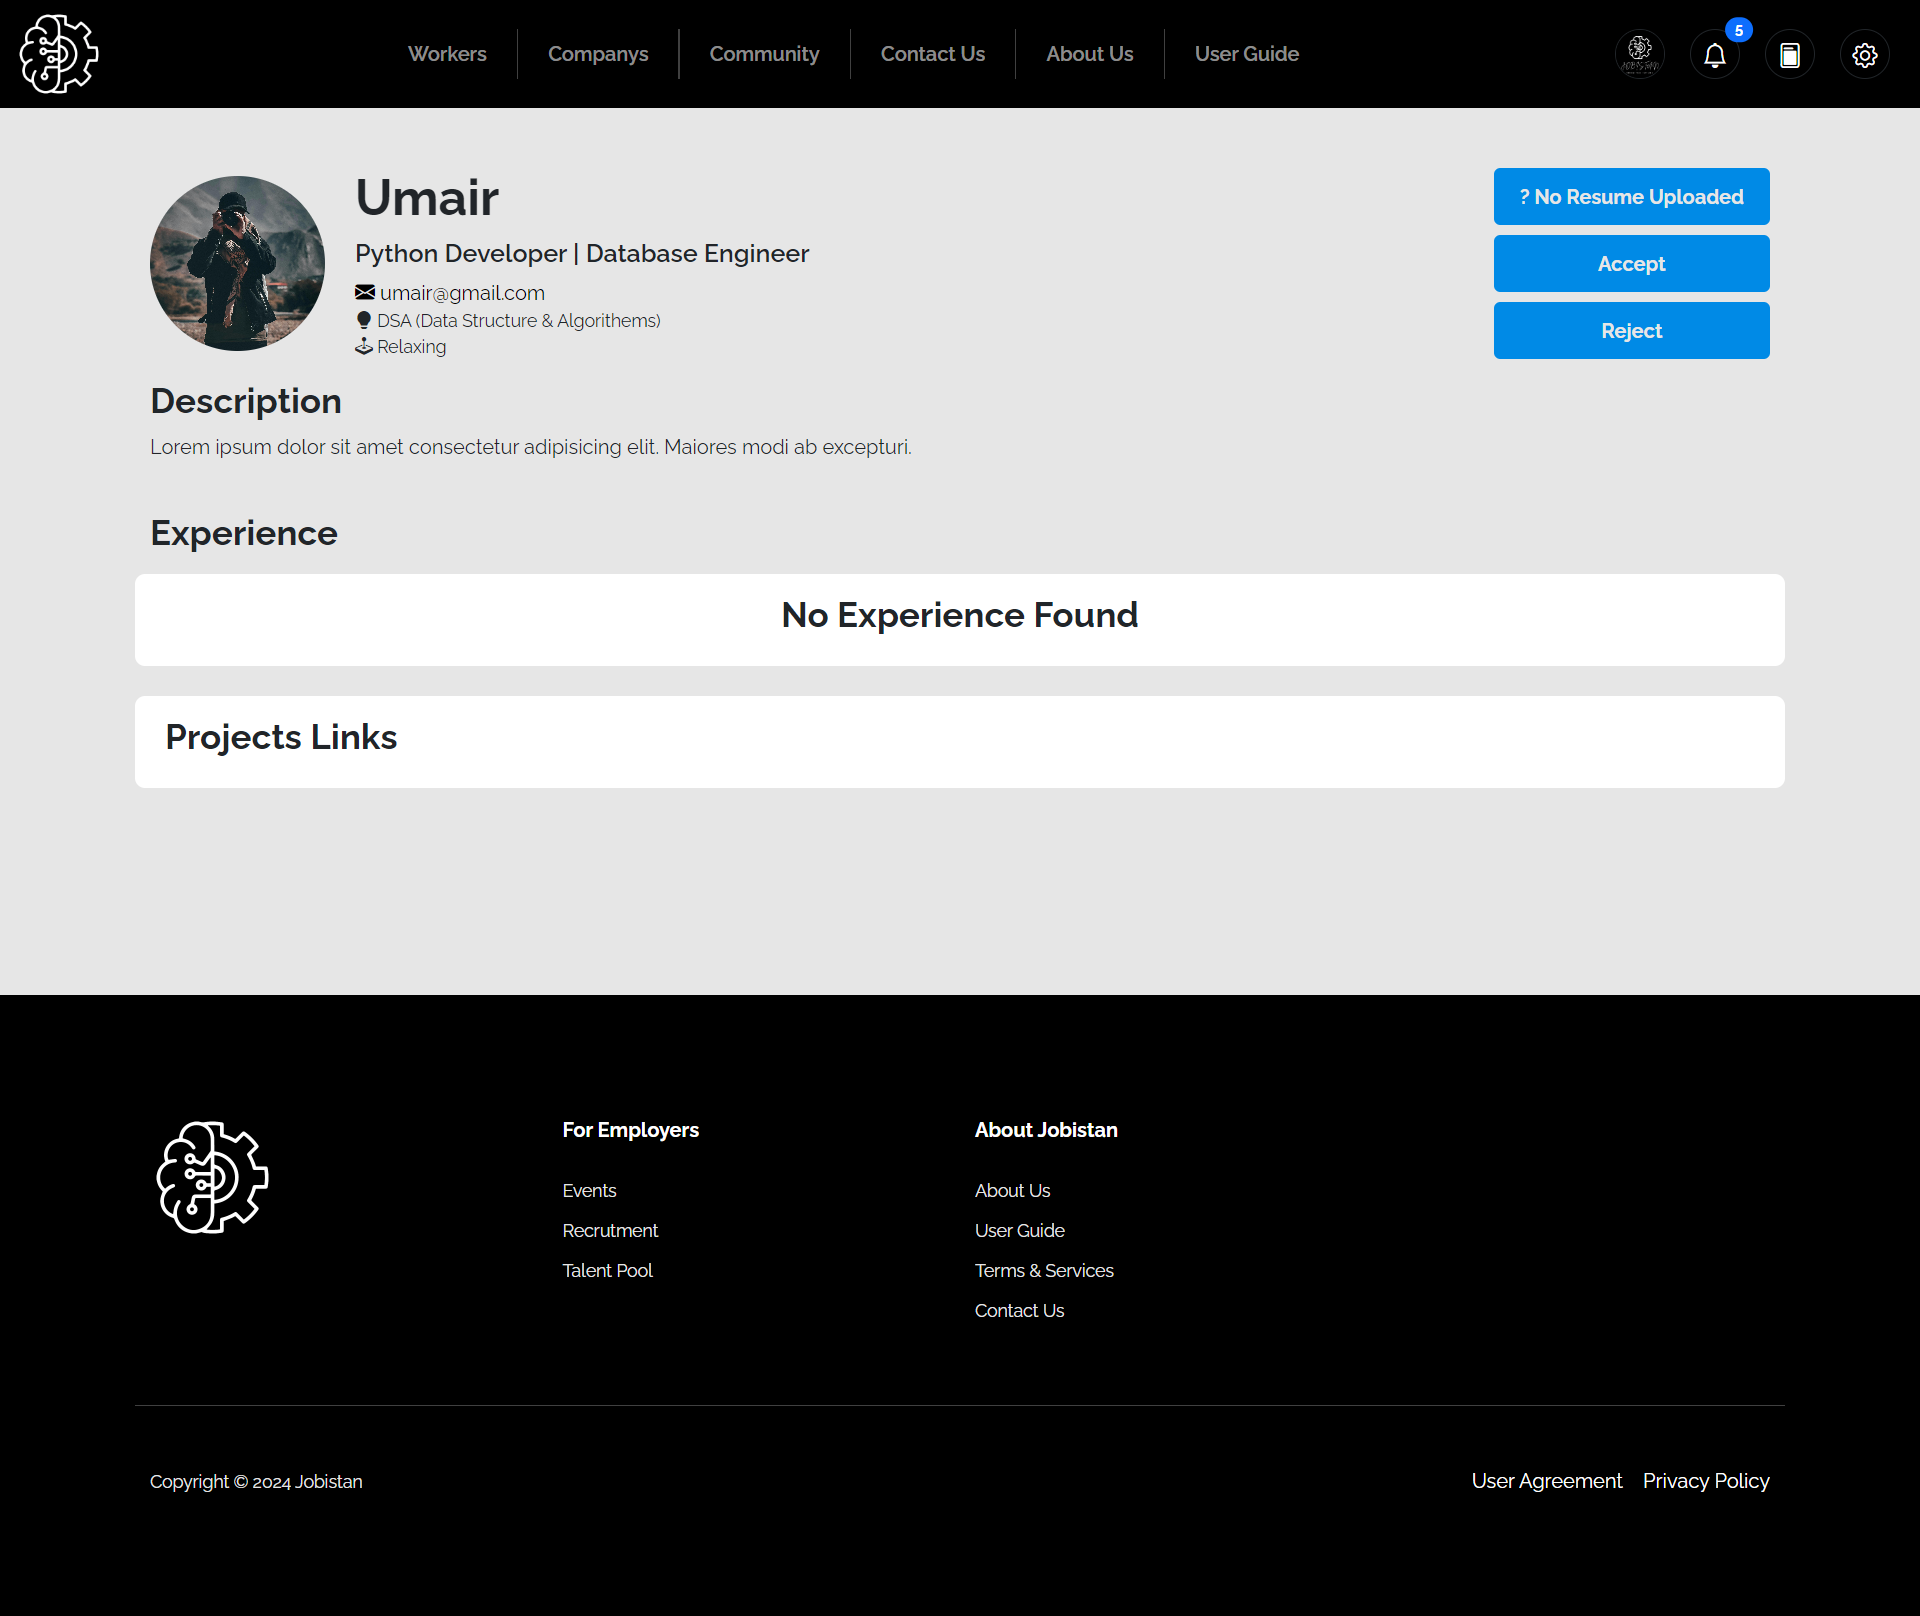 Workers
Companys
Community
Contact Us
About Us
User Guide
JOBISTAN
5
Umair
Python Developer | Database Engineer
umair@gmail.com
DSA (Data Structure & Algorithems)
Relaxing
? No Resume Uploaded
Accept
Reject
Description
Lorem ipsum dolor sit amet consectetur adipisicing elit. Maiores modi ab excepturi.
Experience
No Experience Found
Projects Links
For Employers
Events
Recrutment
Talent Pool
About Jobistan
About Us
User Guide
Terms & Services
Contact Us
Copyright © 2024 Jobistan
User Agreement
Privacy Policy